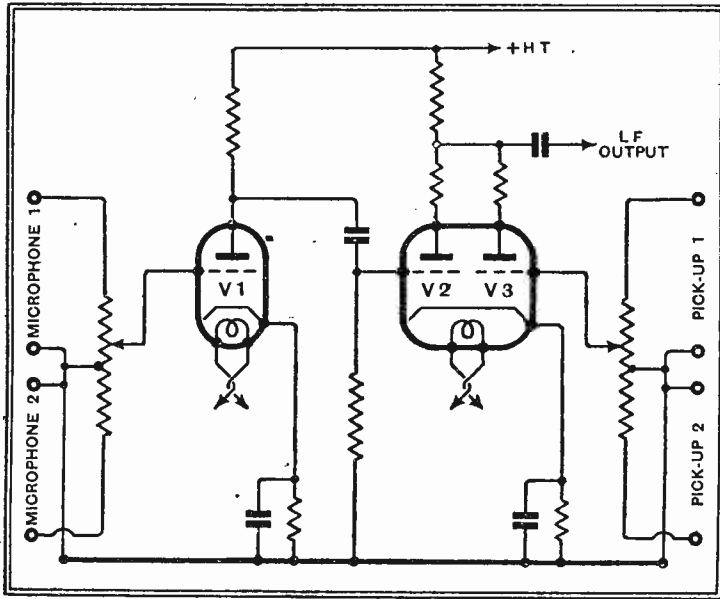 +HT
LF
OUTPUT
MICROPHONE 1
MICROPHONE 2
V1
V2
V3
PICK-UP 1
PICK-UP 2